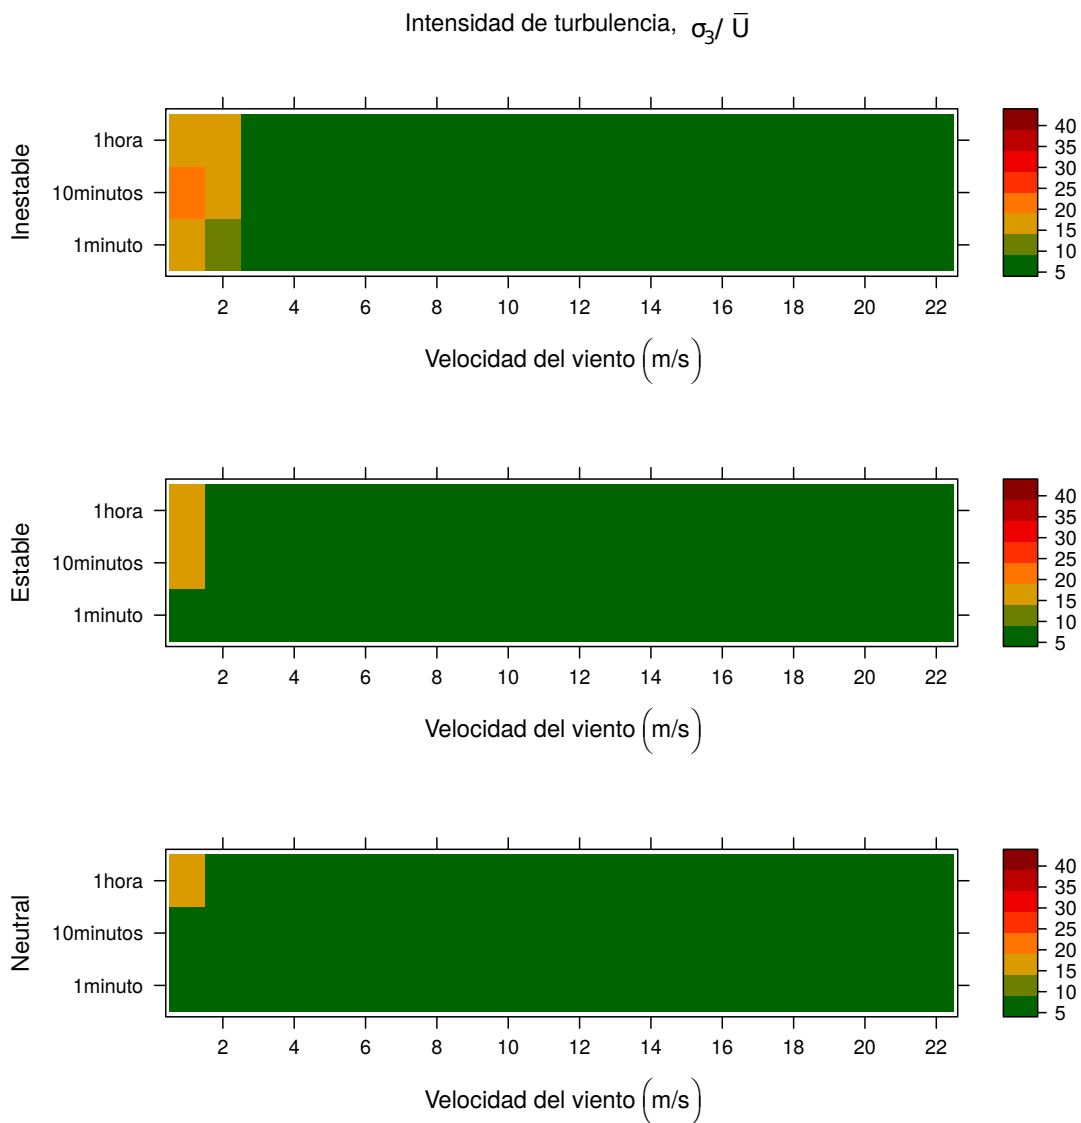 Intensidad de turbulencia, σ3/ U̅
Inestable
1hora
10minutos
1minuto
2 4 6 8 10 12 14 16 18 20 22
Velocidad del viento (m/s)
40
35
30
25
20
15
10
5
Estable
1hora
10minutos
1minuto
2 4 6 8 10 12 14 16 18 20 22
Velocidad del viento (m/s)
40
35
30
25
20
15
10
5
Neutral
1hora
10minutos
1minuto
2 4 6 8 10 12 14 16 18 20 22
Velocidad del viento (m/s)
40
35
30
25
20
15
10
5